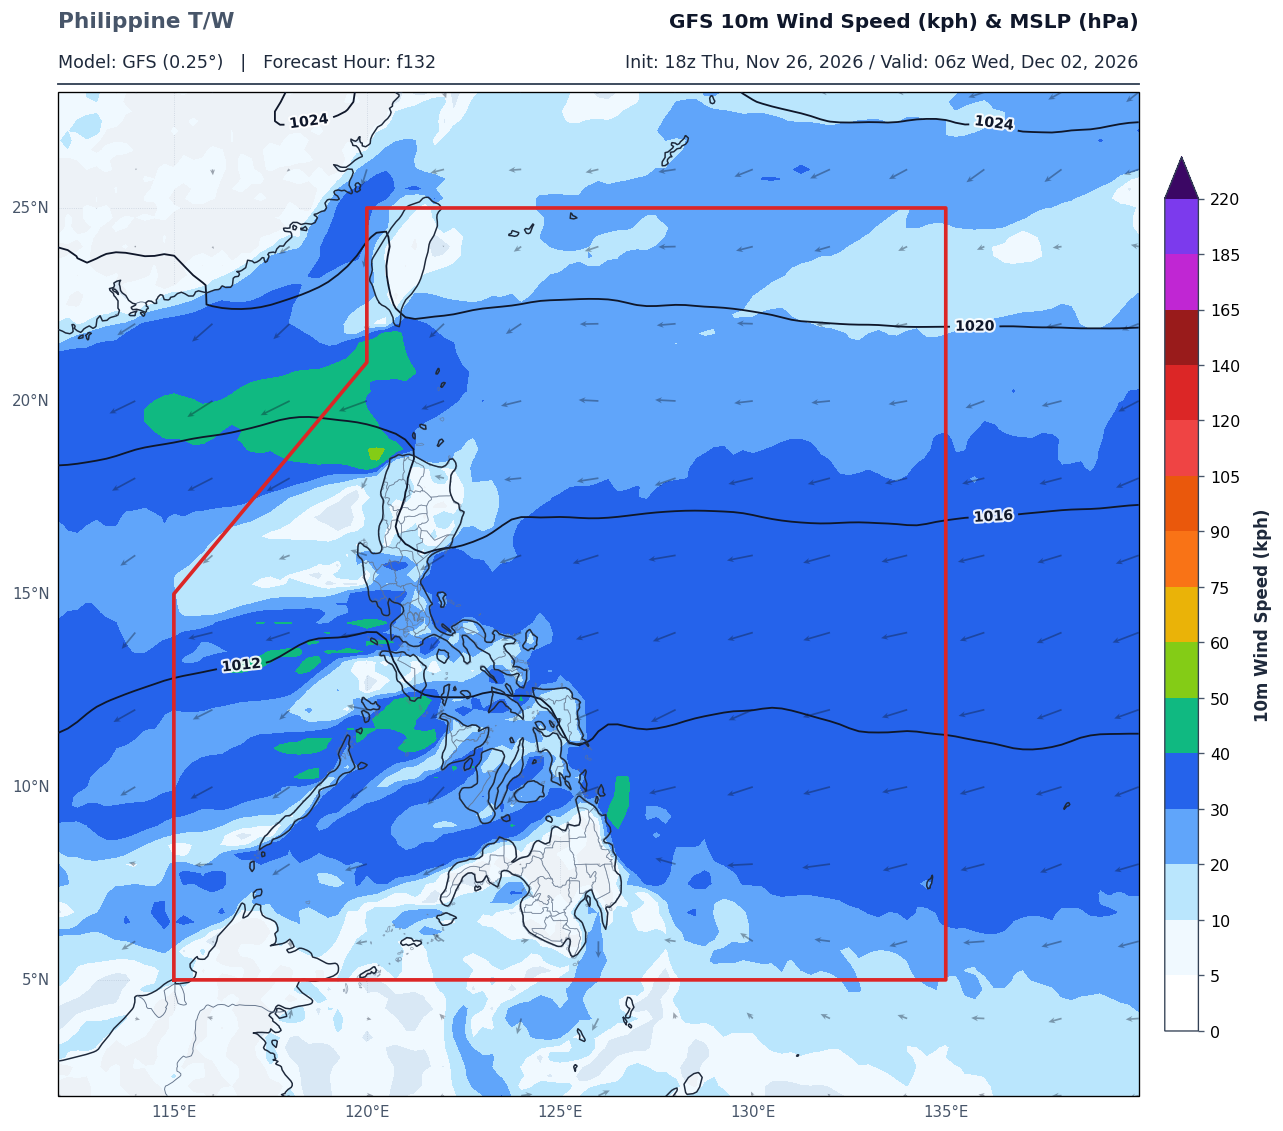 Philippine T/W
GFS 10m Wind Speed (kph) & MSLP (hPa)
Model: GFS (0.25°) | Forecast Hour: f132
Init: 18z Thu, Nov 26, 2026 / Valid: 06z Wed, Dec 02, 2026
1024
1024
1020
1016
1012
25°N
20°N
15°N
10°N
5°N
115°E
120°E
125°E
130°E
135°E
220
185
165
140
120
105
90
75
60
50
40
30
20
10
5
0
10m Wind Speed (kph)